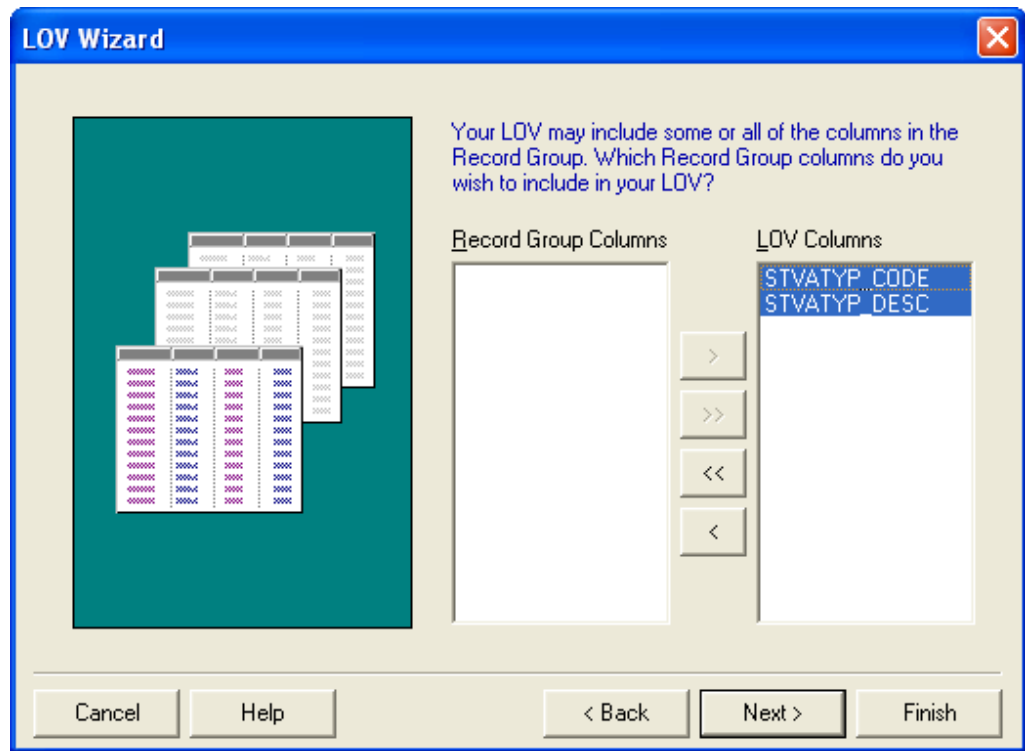 LOV Wizard
Your LOV may include some or all of the columns in the
Record Group. Which Record Group columns do you
wish to include in your LOV?
Record Group Columns
LOV Columns
STVATYP_CODE
STVATYP_DESC
>
>>
<<
<
Cancel
Help
< Back
Next >
Finish